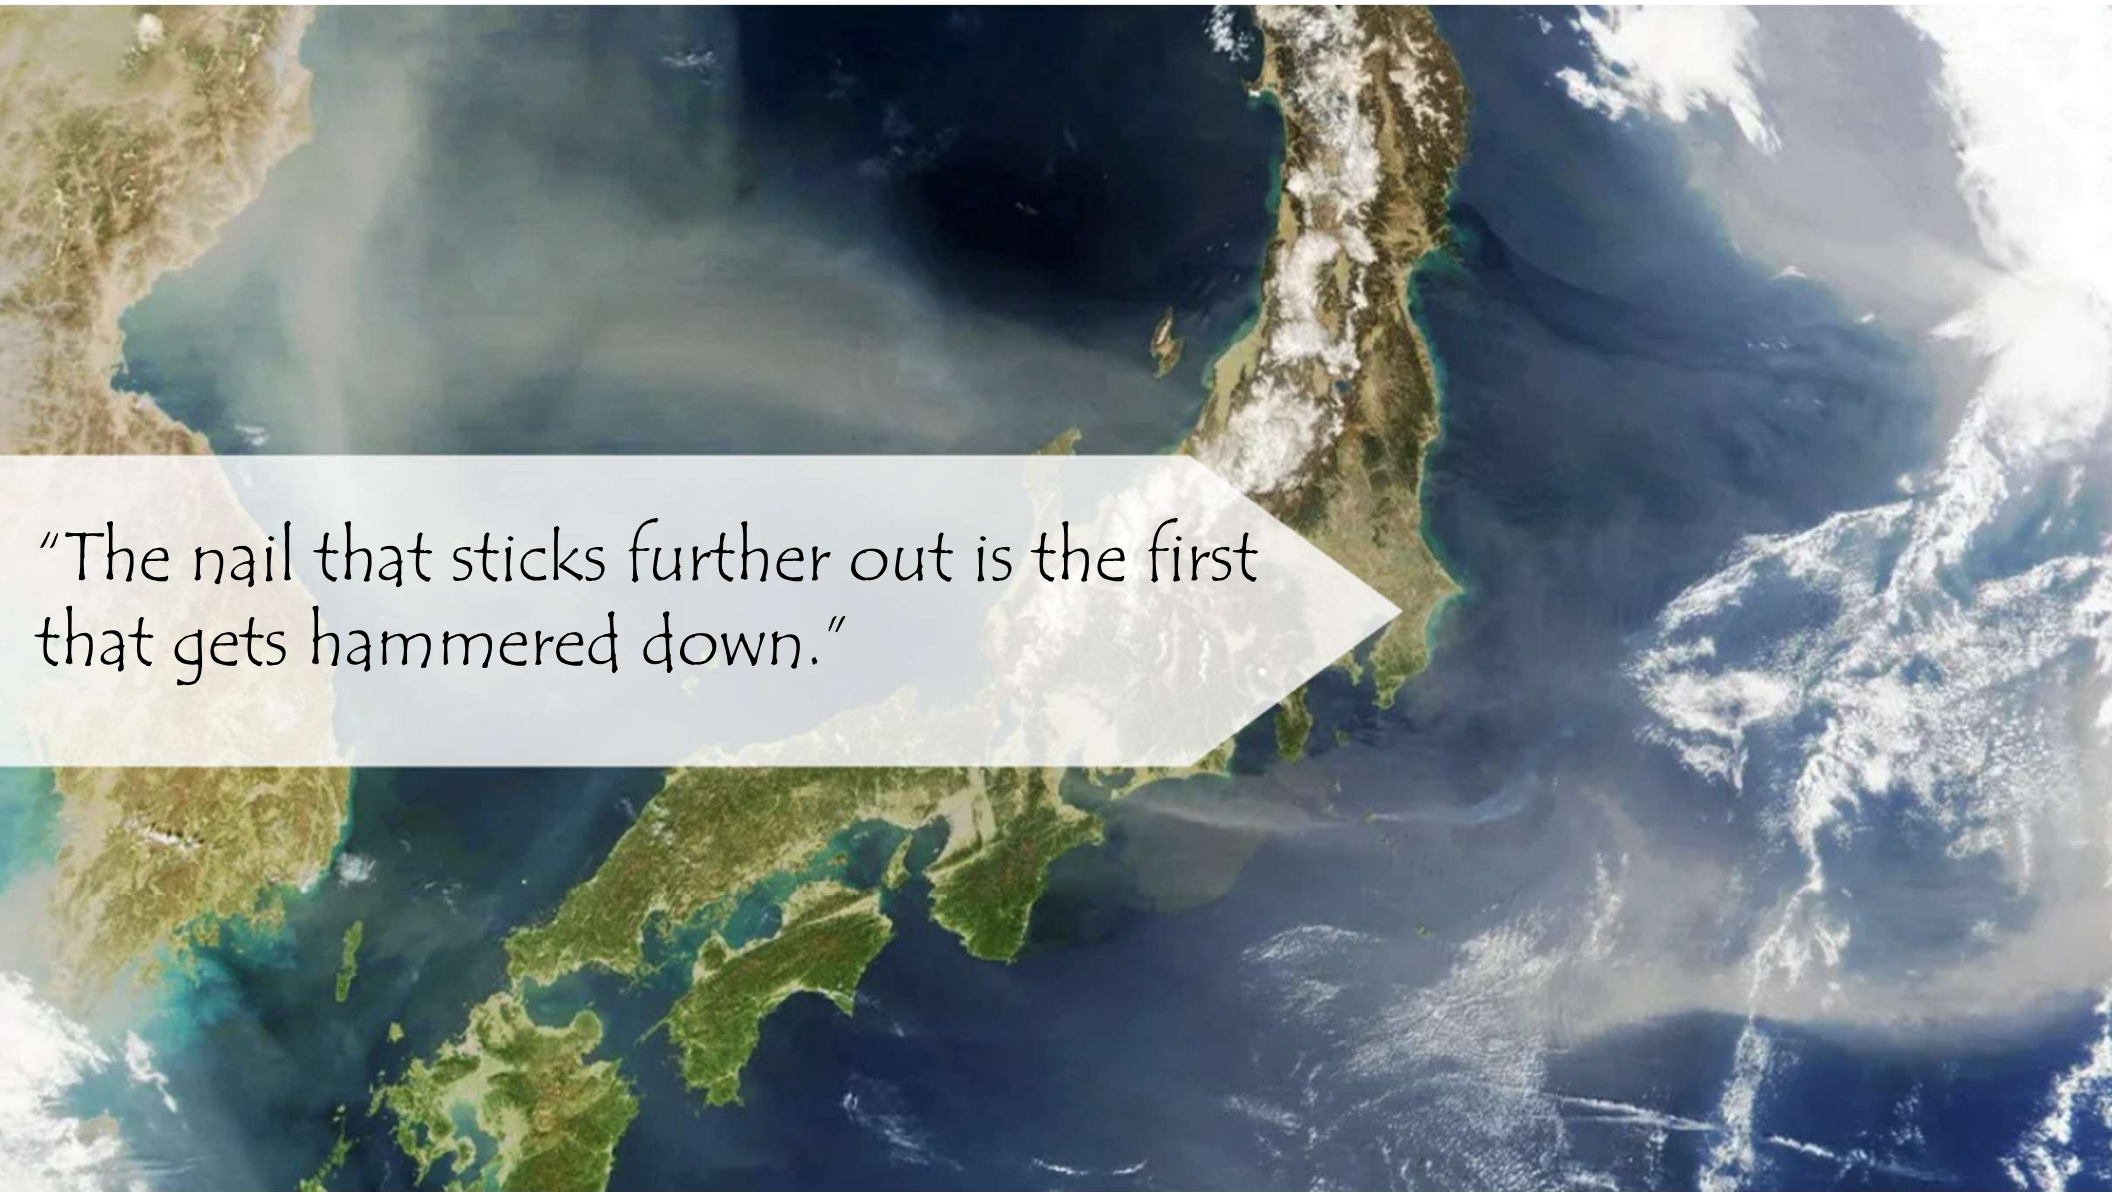 “The nail that sticks further out is the first
that gets hammered down.”